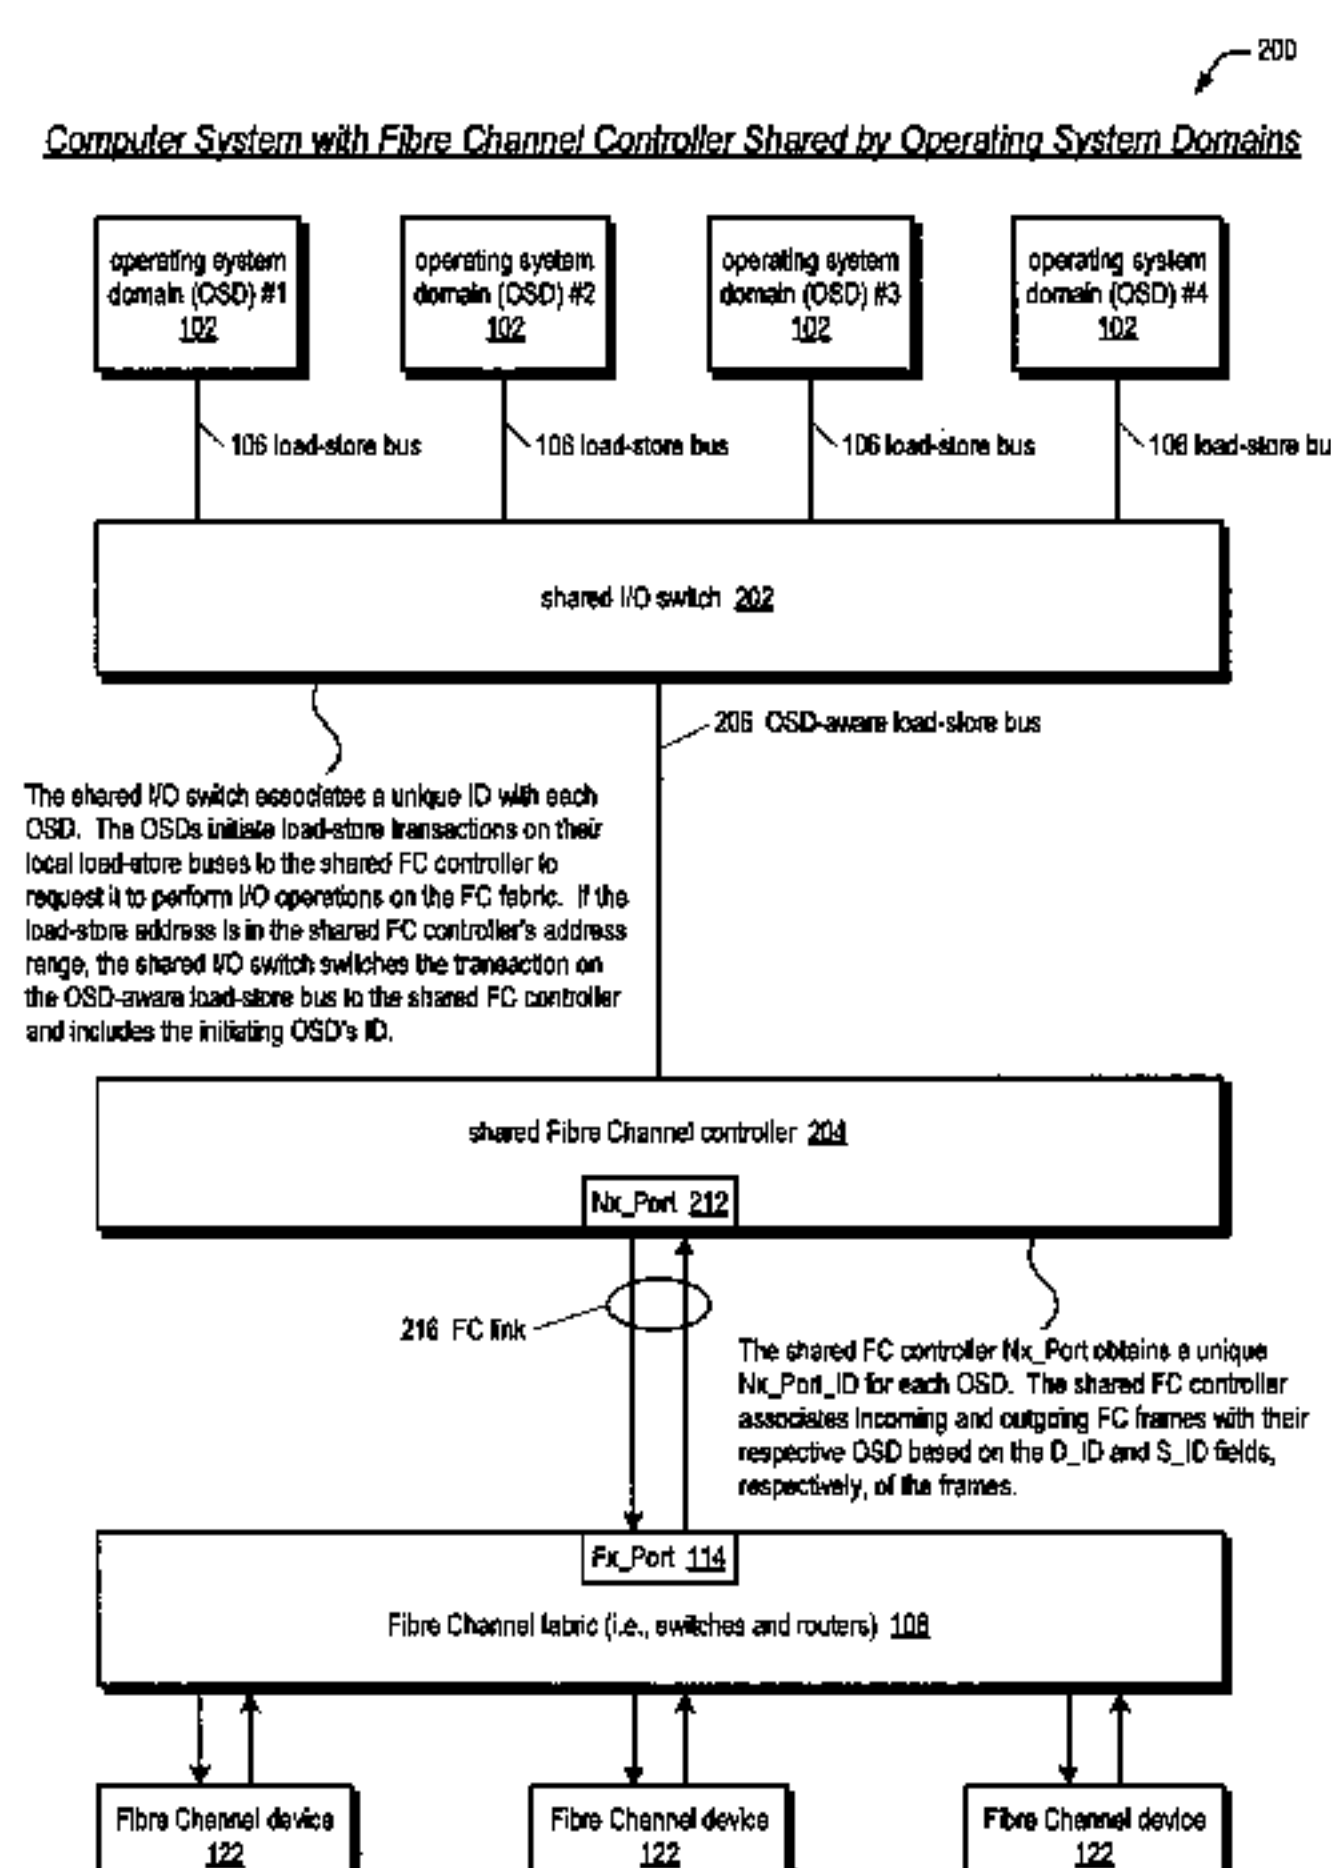 200
Computer System with Fibre Channel Controller Shared by Operating System Domains
operating system
domain (OSD) #1
102
operating system
domain (OSD) #2
102
operating system
domain (OSD) #3
102
operating system
domain (OSD) #4
102
106 load-store bus
106 load-store bus
106 load-store bus
106 load-store bu
shared I/O switch 202
206 OSD-aware load-store bus
The shared I/O switch associates a unique ID with each
OSD. The OSDs initiate load-store transactions on their
local load-store buses to the shared FC controller to
request it to perform I/O operations on the FC fabric. If the
load-store address is in the shared FC controller's address
range, the shared I/O switch switches the transaction on
the OSD-aware load-store bus to the shared FC controller
and includes the initiating OSD's ID.
shared Fibre Channel controller 204
Nx_Port 212
216 FC link
The shared FC controller Nx_Port obtains a unique
Nx_Port_ID for each OSD. The shared FC controller
associates incoming and outgoing FC frames with their
respective OSD based on the D_ID and S_ID fields,
respectively, of the frames.
Fx_Port 114
Fibre Channel fabric (i.e., switches and routers) 108
Fibre Channel device
122
Fibre Channel device
122
Fibre Channel device
122